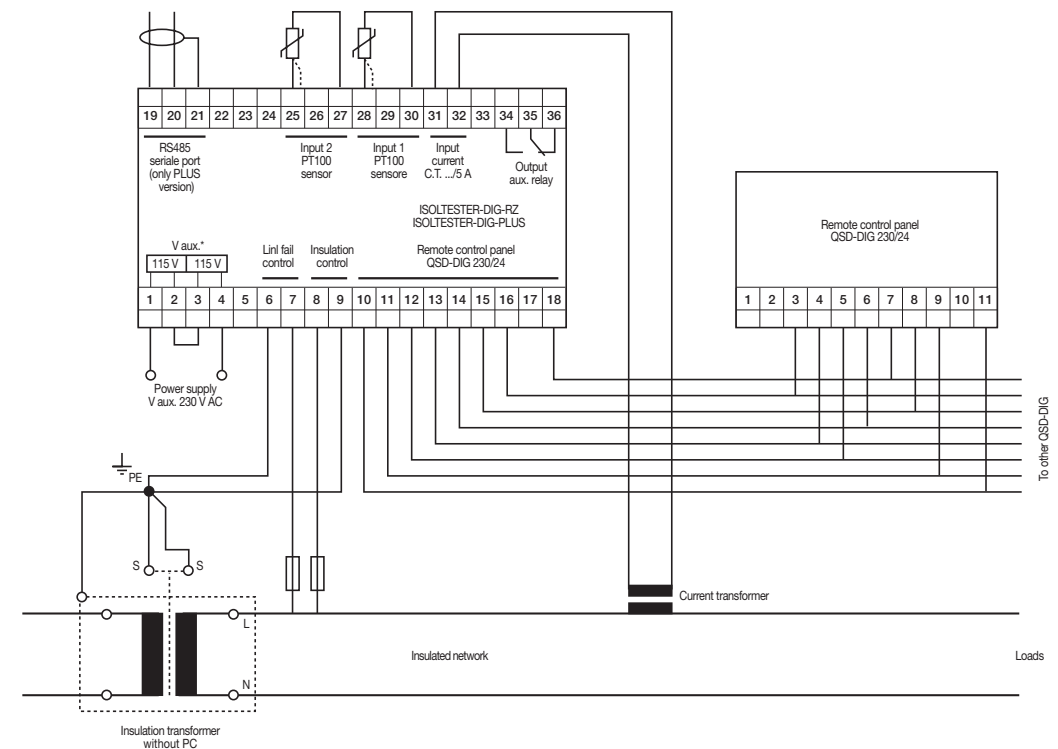 19 20 21 22 23 24 25 26 27 28 29 30 31 32 33 34 35 36
RS485
seriale port
(only PLUS
version)
Input 2
PT100
sensor
Input 1
PT100
sensore
Input
current
C.T. .../5 A
Output
aux. relay
ISOLTESTER-DIG-RZ
ISOLTESTER-DIG-PLUS
V aux.*
115 V 115 V
Linl fail
control
Insulation
control
Remote control panel
QSD-DIG 230/24
1 2 3 4 5 6 7 8 9 10 11 12 13 14 15 16 17 18
Remote control panel
QSD-DIG 230/24
1 2 3 4 5 6 7 8 9 10 11
Power supply
V aux. 230 V AC
To other QSD-DIG
PE
S S
Current transformer
L
Insulated network
Loads
N
Insulation transformer
without PC